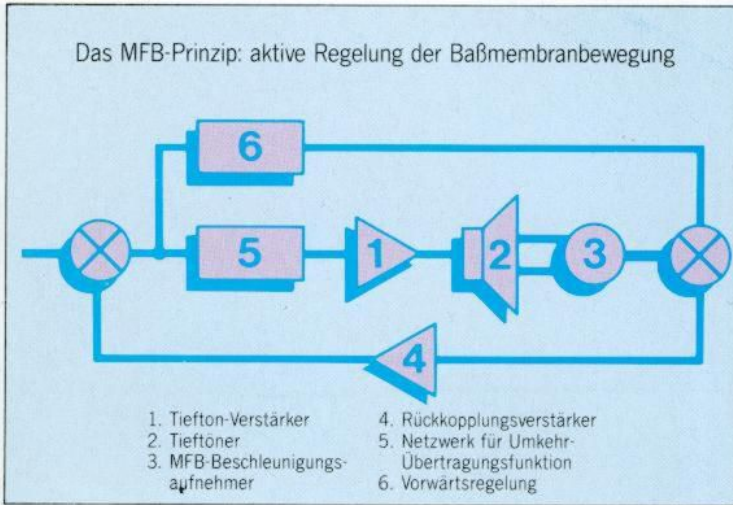 Das MFB-Prinzip: aktive Regelung der Baßmembranbewegung
6
5
1
2
3
4
1. Tiefton-Verstärker
2. Tieftöner
3. MFB-Beschleunigungs-
aufnehmer
4. Rückkopplungsverstärker
5. Netzwerk für Umkehr-
Übertragungsfunktion
6. Vorwärtsregelung